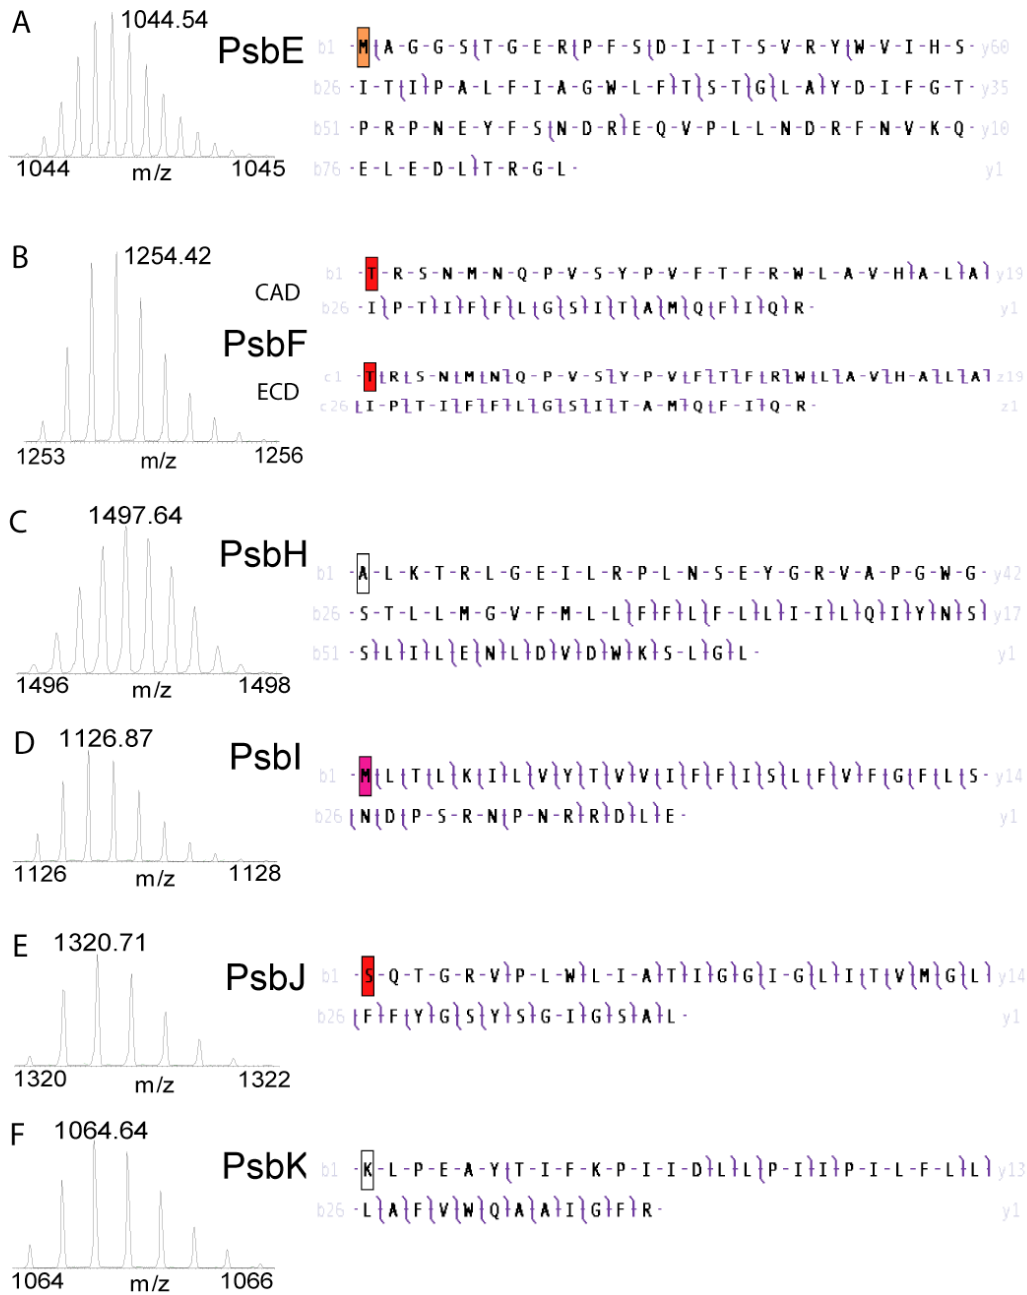 A
1044.54
1044 m/z 1045
PsbE
b1 -M-A-G-G-S-T-G-E-R-P-F-S-D-I-I-T-S-V-R-Y-W-V-I-H-S- y60
b26 -I-T-I-P-A-L-F-I-A-G-W-L-F-T-S-T-G-L-A-Y-D-I-F-G-T- y35
b51 -P-R-P-N-E-Y-F-S-N-D-R-E-Q-V-P-L-L-N-D-R-F-N-V-K-Q- y10
b76 -E-L-E-D-L-T-R-G-L- y1
B
1254.42
1253 m/z 1256
CAD
PsbF
ECD
b1 -T-R-S-N-M-N-Q-P-V-S-Y-P-V-F-T-F-R-W-L-A-V-H-A-L-A y19
b26 -I-P-T-I-F-F-L-G-S-I-T-A-M-Q-F-I-Q-R- y1
c1 -T-R-S-N-M-N-Q-P-V-S-Y-P-V-F-T-F-R-W-L-A-V-H-A-L-A z19
c26 I-P-T-I-F-F-L-G-S-I-T-A-M-Q-F-I-Q-R- z1
C
1497.64
1496 m/z 1498
PsbH
b1 -A-L-K-T-R-L-G-E-I-L-R-P-L-N-S-E-Y-G-R-V-A-P-G-W-G- y42
b26 -S-T-L-L-M-G-V-F-M-L-L-F-F-L-F-L-L-I-I-L-Q-I-Y-N-S y17
b51 -S-L-I-L-E-N-L-D-V-D-W-K-S-L-G-L- y1
D
1126.87
1126 m/z 1128
PsbI
b1 -M-L-T-L-K-I-L-V-Y-T-V-V-I-F-F-I-S-L-F-V-F-G-F-L-S- y14
b26 N-D-P-S-R-N-P-N-R-R-D-L-E- y1
E
1320.71
1320 m/z 1322
PsbJ
b1 -S-Q-T-G-R-V-P-L-W-L-I-A-T-I-G-G-I-G-L-I-T-V-M-G-L y14
b26 F-F-Y-G-S-Y-S-G-I-G-S-A-L- y1
F
1064.64
1064 m/z 1066
PsbK
b1 -K-L-P-E-A-Y-T-I-F-K-P-I-I-D-L-L-P-I-I-P-I-L-F-L-L y13
b26 -L-A-F-V-W-Q-A-A-I-G-F-R- y1